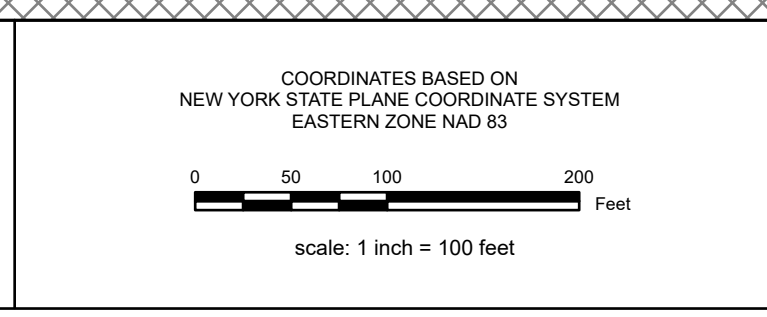 COORDINATES BASED ON
NEW YORK STATE PLANE COORDINATE SYSTEM
EASTERN ZONE NAD 83
0 50 100 200
Feet
scale: 1 inch = 100 feet